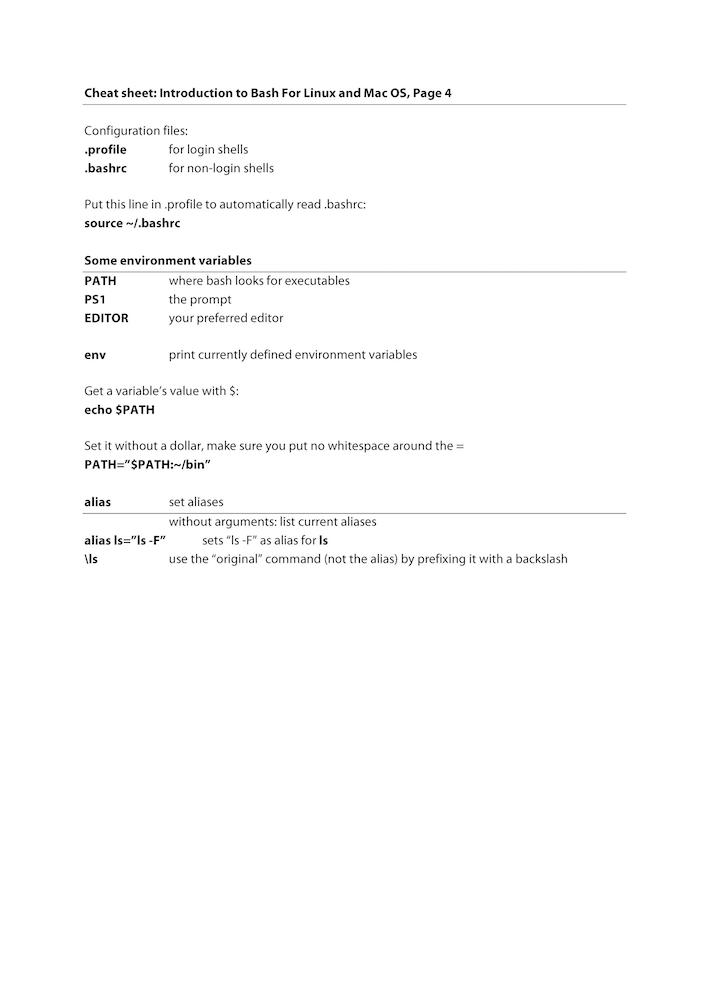 Cheat sheet: Introduction to Bash For Linux and Mac OS, Page 4
Configuration files:
.profile for login shells
.bashrc for non-login shells
Put this line in .profile to automatically read .bashrc:
source ~/.bashrc
Some environment variables
PATH where bash looks for executables
PS1 the prompt
EDITOR your preferred editor
env print currently defined environment variables
Get a variable’s value with $:
echo $PATH
Set it without a dollar, make sure you put no whitespace around the =
PATH=”$PATH:~/bin”
alias set aliases
without arguments: list current aliases
alias ls=”ls -F” sets “ls -F” as alias for ls
\ls use the “original” command (not the alias) by prefixing it with a backslash